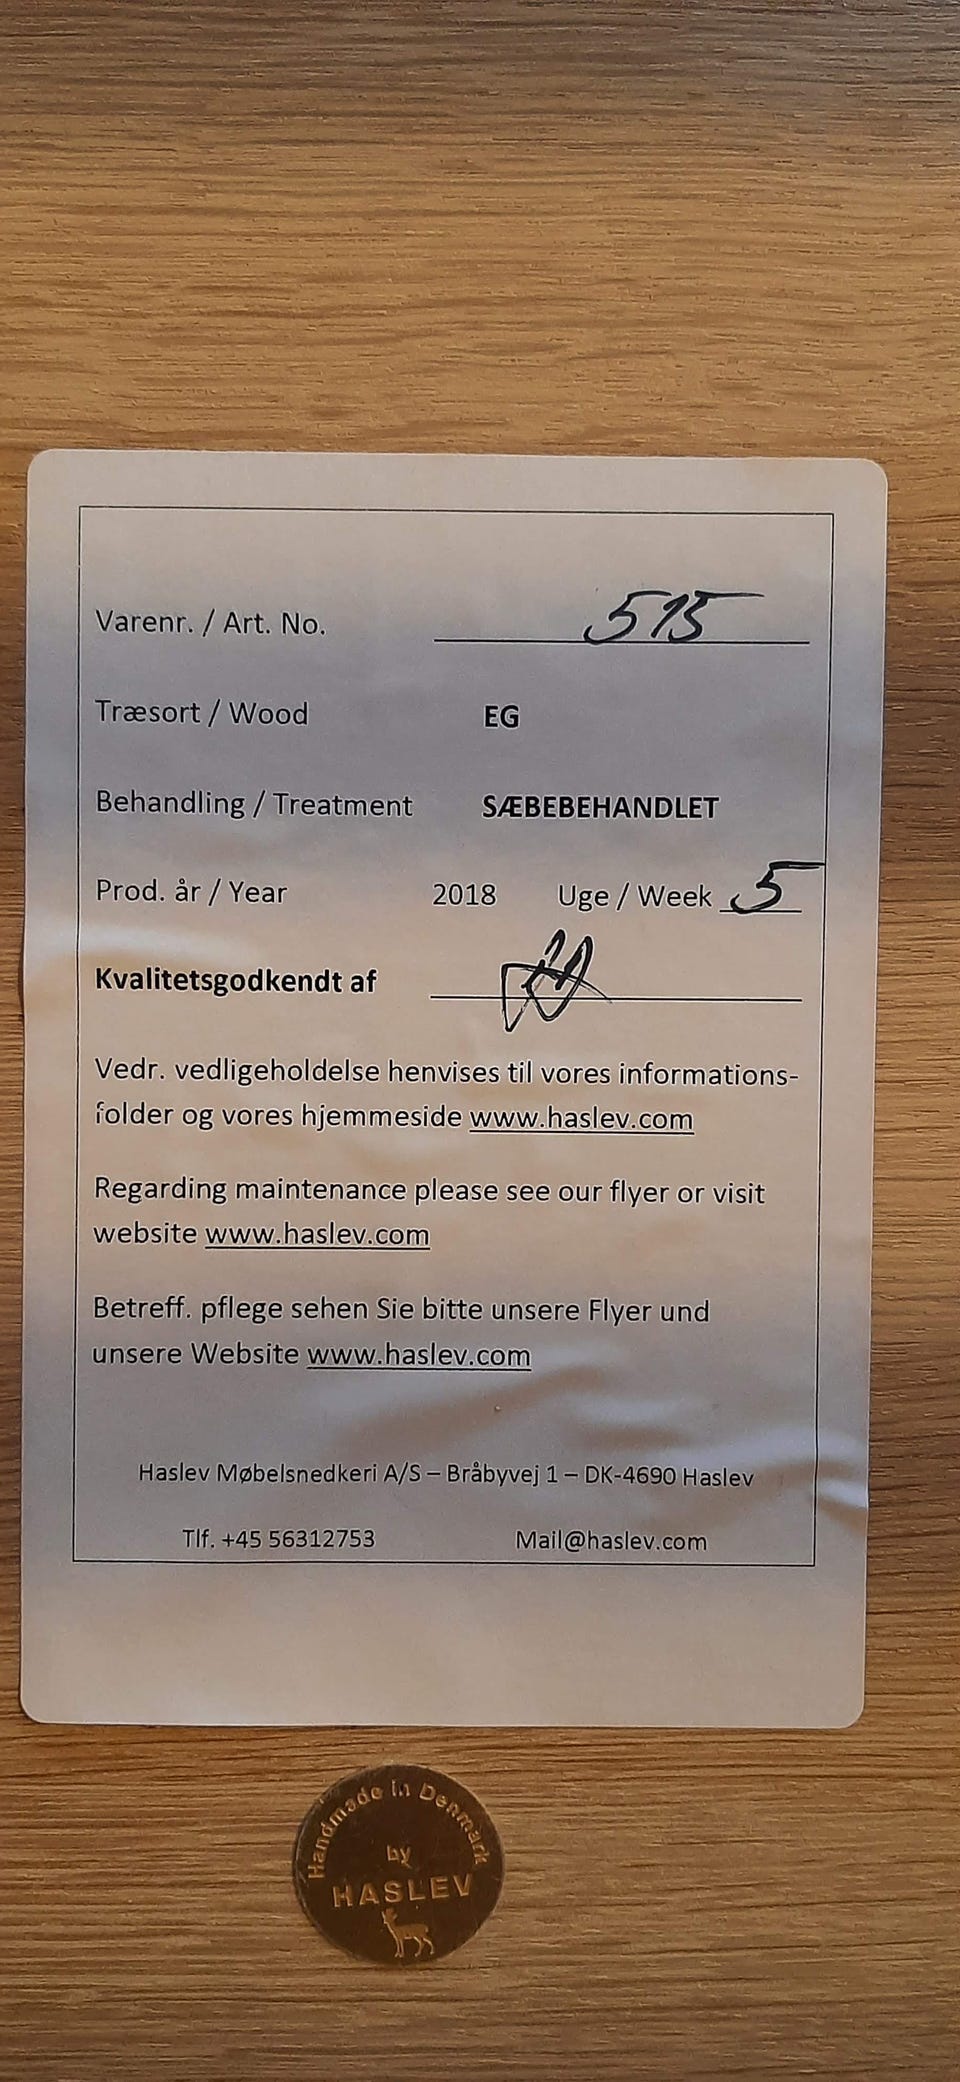 Varenr. / Art. No. 515
Træsort / Wood EG
Behandling / Treatment SÆBEBEHANDLET
Prod. år / Year 2018 Uge / Week 5
Kvalitetsgodkendt af
Vedr. vedligeholdelse henvises til vores informations-
folder og vores hjemmeside www.haslev.com
Regarding maintenance please see our flyer or visit
website www.haslev.com
Betreff. pflege sehen Sie bitte unsere Flyer und
unsere Website www.haslev.com
Haslev Møbelsnedkeri A/S – Bråbyvej 1 – DK-4690 Haslev
Tlf. +45 56312753 Mail@haslev.com
Handmade in Denmark
by
HASLEV